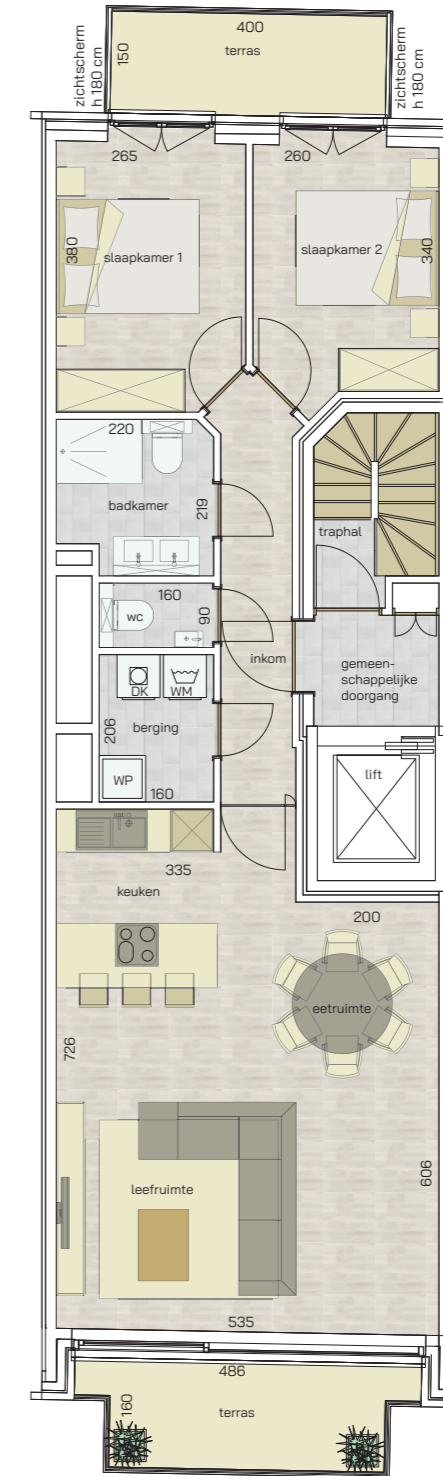 400
terras
150
zichtscherm
h 180 cm
zichtscherm
h 180 cm
265
260
380
slaapkamer 1
slaapkamer 2
340
220
badkamer
219
traphal
160
wc
90
inkom
gemeen-
schappelijke
doorgang
DK
WM
206
berging
WP
160
lift
335
keuken
200
eetruimte
726
leefruimte
606
535
486
160
terras